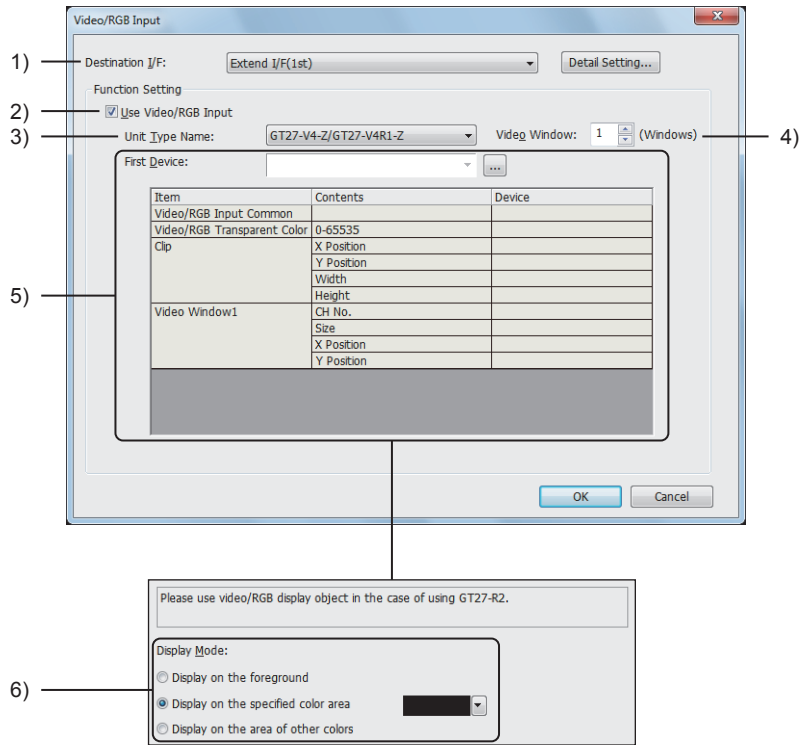 Video/RGB Input
1) Destination I/F: Extend I/F(1st) Detail Setting...
Function Setting
2) Use Video/RGB Input
3) Unit Type Name: GT27-V4-Z/GT27-V4R1-Z Video Window: 1 (Windows) 4)
First Device: ...
Item Contents Device
Video/RGB Input Common
Video/RGB Transparent Color 0-65535
Clip X Position
Y Position
Width
5) Height
Video Window1 CH No.
Size
X Position
Y Position
OK Cancel
Please use video/RGB display object in the case of using GT27-R2.
Display Mode:
Display on the foreground
6) Display on the specified color area
Display on the area of other colors